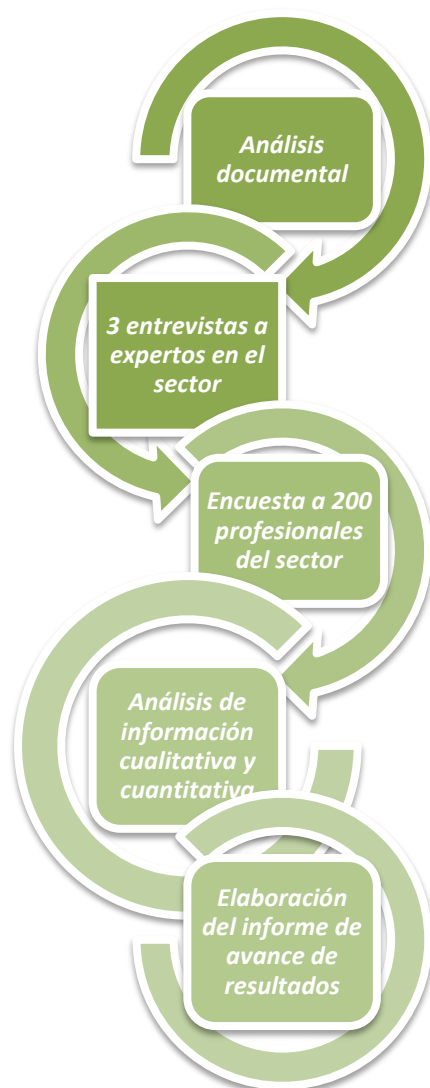 Análisis
documental
3 entrevistas a
expertos en el
sector
Encuesta a 200
profesionales
del sector
Análisis de
información
cualitativa y
cuantitativa
Elaboración
del informe de
avance de
resultados